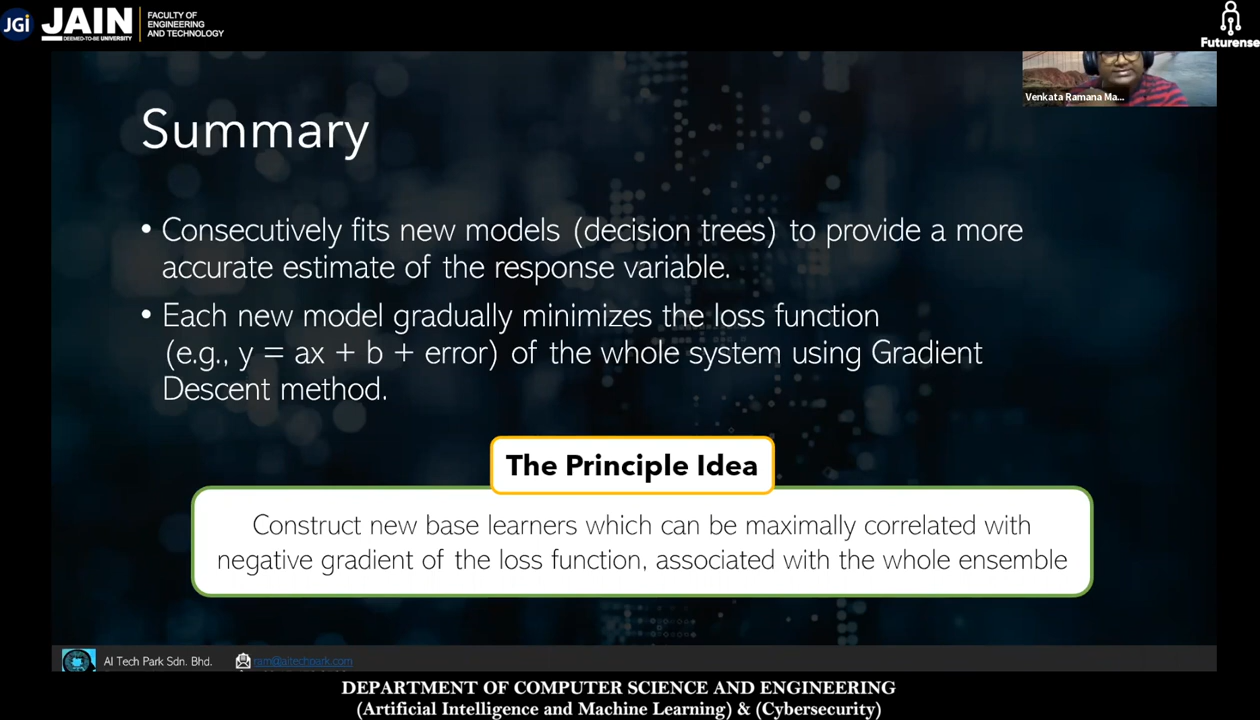 JGi JAIN
DEEMED-TO-BE UNIVERSITY
FACULTY OF
ENGINEERING
AND TECHNOLOGY
Futurense
Venkata Ramana Ma...
Summary
• Consecutively fits new models (decision trees) to provide a more
accurate estimate of the response variable.
• Each new model gradually minimizes the loss function
(e.g., y = ax + b + error) of the whole system using Gradient
Descent method.
The Principle Idea
Construct new base learners which can be maximally correlated with
negative gradient of the loss function, associated with the whole ensemble
AI Tech Park Sdn. Bhd. ram@aitechpark.com
DEPARTMENT OF COMPUTER SCIENCE AND ENGINEERING
(Artificial Intelligence and Machine Learning) & (Cybersecurity)